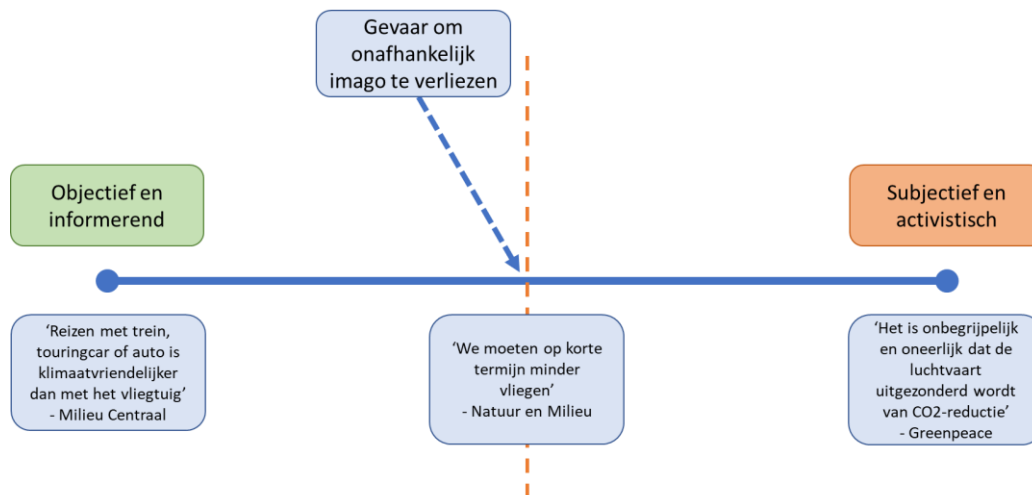 Gevaar om
onafhankelijk
imago te verliezen
Objectief en
informerend
Subjectief en
activistisch
‘Reizen met trein,
touringcar of auto is
klimaatvriendelijker
dan met het vliegtuig’
- Milieu Centraal
‘We moeten op korte
termijn minder
vliegen’
- Natuur en Milieu
‘Het is onbegrijpelijk
en oneerlijk dat de
luchtvaart
uitgezonderd wordt
van CO2-reductie’
- Greenpeace